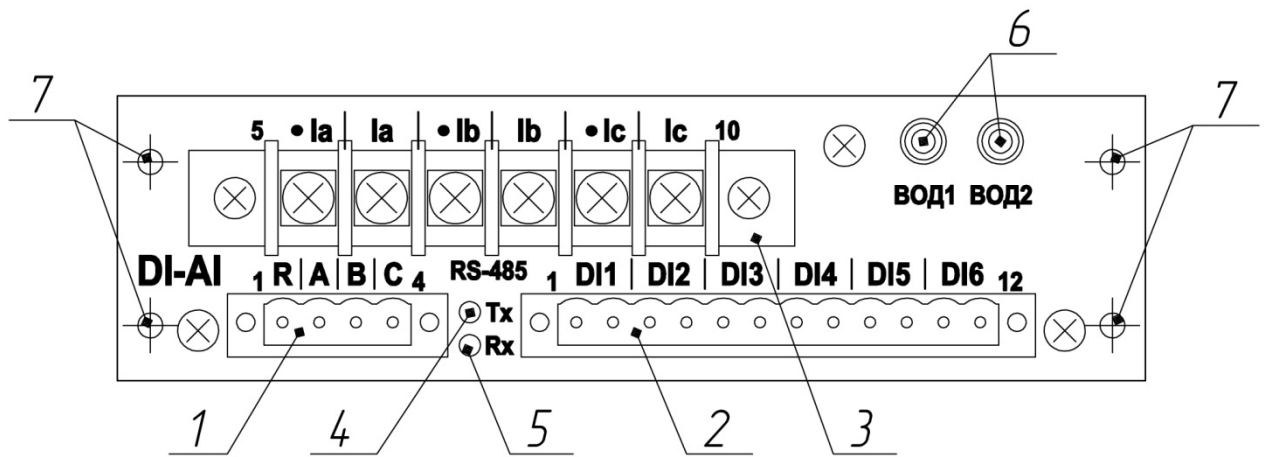 6
7
7
5 •Ia Ia •Ib Ib •Ic Ic 10
ВОД1 ВОД2
DI-AI 1 R A B C 4 RS-485 1 DI1 DI2 DI3 DI4 DI5 DI6 12
Tx
Rx
1 4 5 2 3